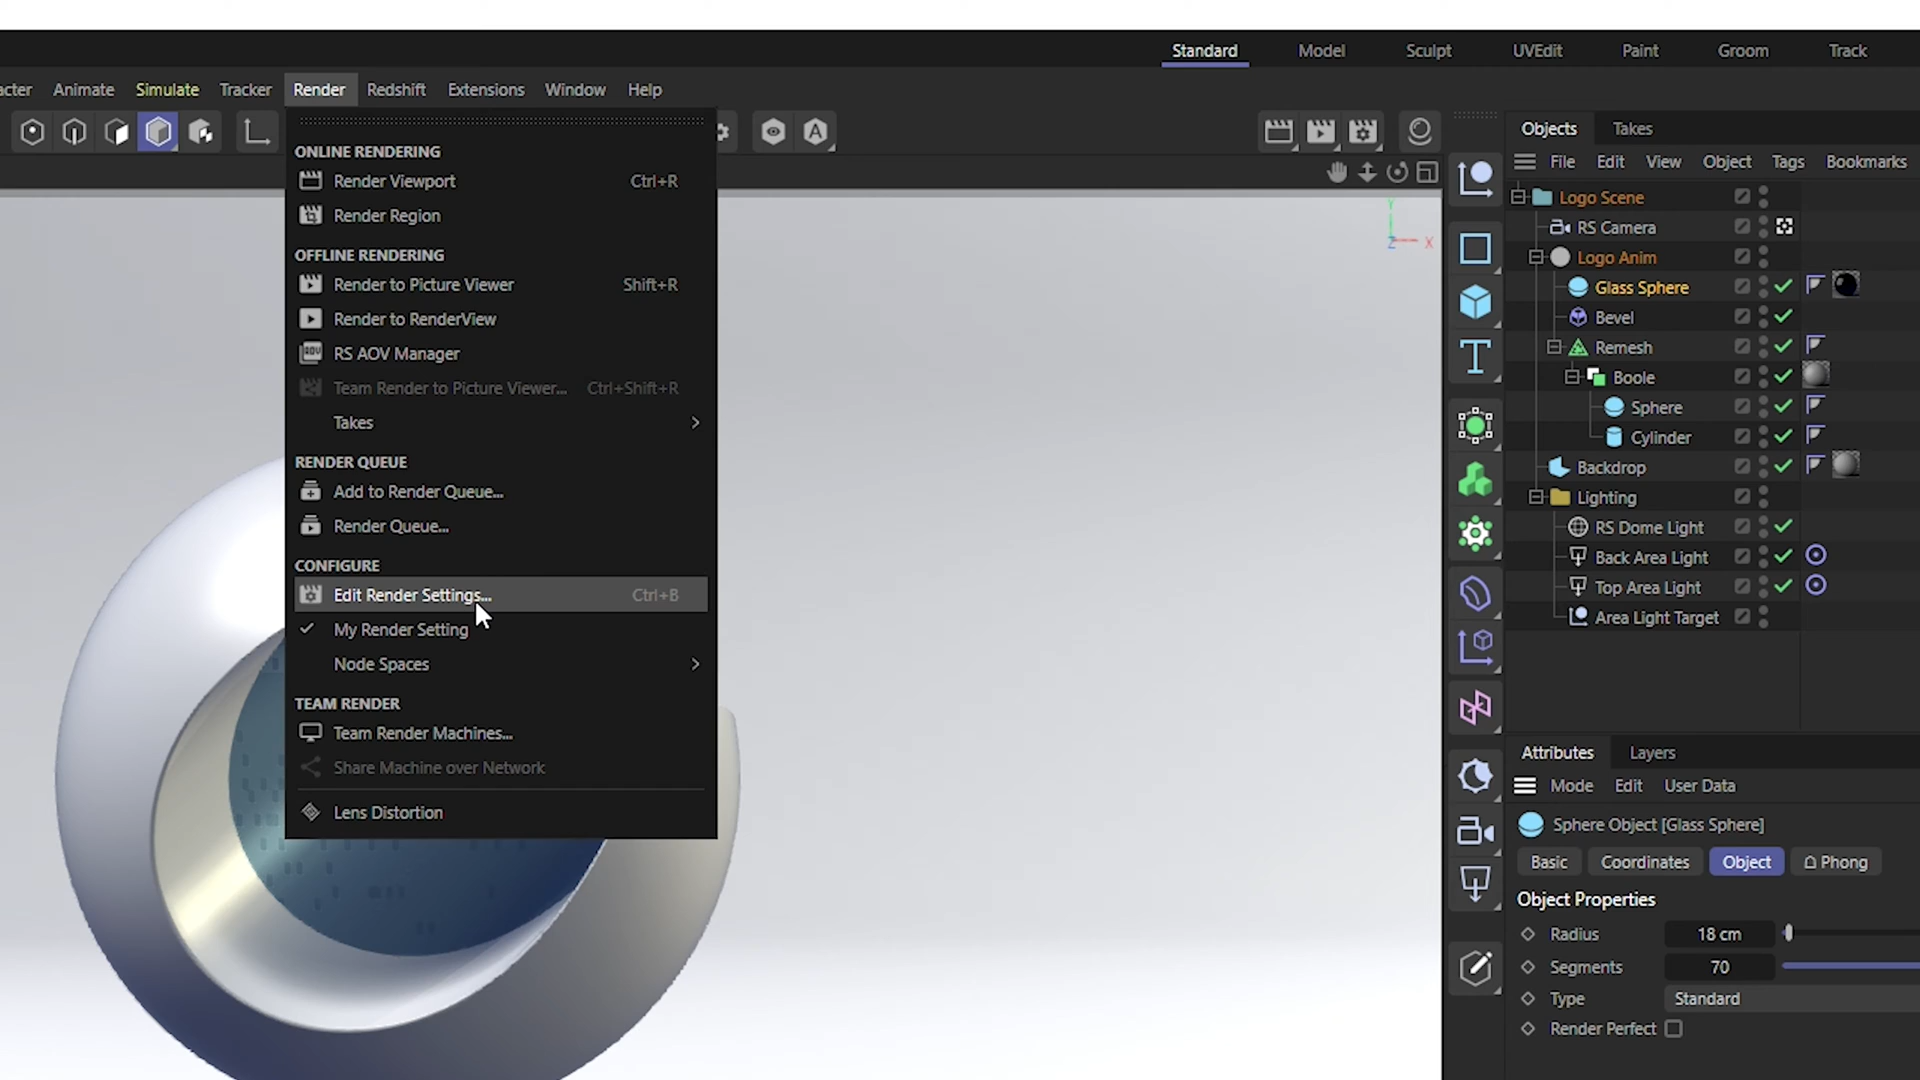 Standard Model Sculpt UVEdit Paint Groom Track
acter Animate Simulate Tracker Render Redshift Extensions Window Help
ONLINE RENDERING
Render Viewport Ctrl+R
Render Region
OFFLINE RENDERING
Render to Picture Viewer Shift+R
Render to RenderView
AOV RS AOV Manager
Team Render to Picture Viewer... Ctrl+Shift+R
Takes
RENDER QUEUE
Add to Render Queue...
Render Queue...
CONFIGURE
Edit Render Settings... Ctrl+B
My Render Setting
Node Spaces
TEAM RENDER
Team Render Machines...
Share Machine over Network
Lens Distortion
A
Y
Z X
T
Objects Takes
File Edit View Object Tags Bookmarks
Logo Scene
RS Camera
Logo Anim
Glass Sphere
Bevel
Remesh
Boole
Sphere
Cylinder
Backdrop
Lighting
RS Dome Light
Back Area Light
Top Area Light
Area Light Target
Attributes Layers
Mode Edit User Data
Sphere Object [Glass Sphere]
Basic Coordinates Object Phong
Object Properties
Radius 18 cm
Segments 70
Type Standard
Render Perfect